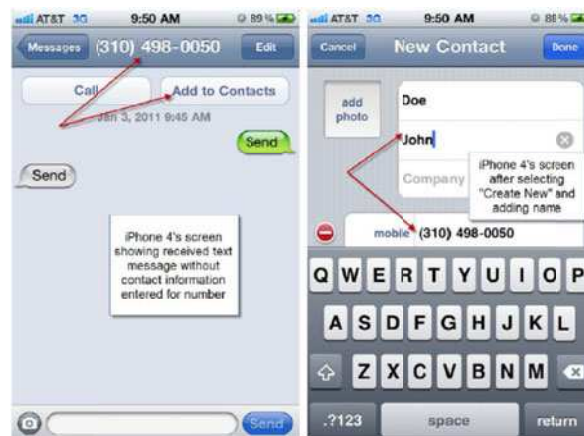 AT&T 3G 9:50 AM 89 %
Messages (310) 498-0050 Edit
Call Add to Contacts
Jan 3, 2011 9:45 AM
Send
Send
iPhone 4's screen
showing received text
message without
contact information
entered for number
Send
AT&T 3G 9:50 AM 88 %
Cancel New Contact Done
add
photo
Doe
John
Company
iPhone 4's screen
after selecting
"Create New" and
adding name
moble (310) 498-0050
Q W E R T Y U I O P
A S D F G H J K L
Z X C V B N M
.?123 space return